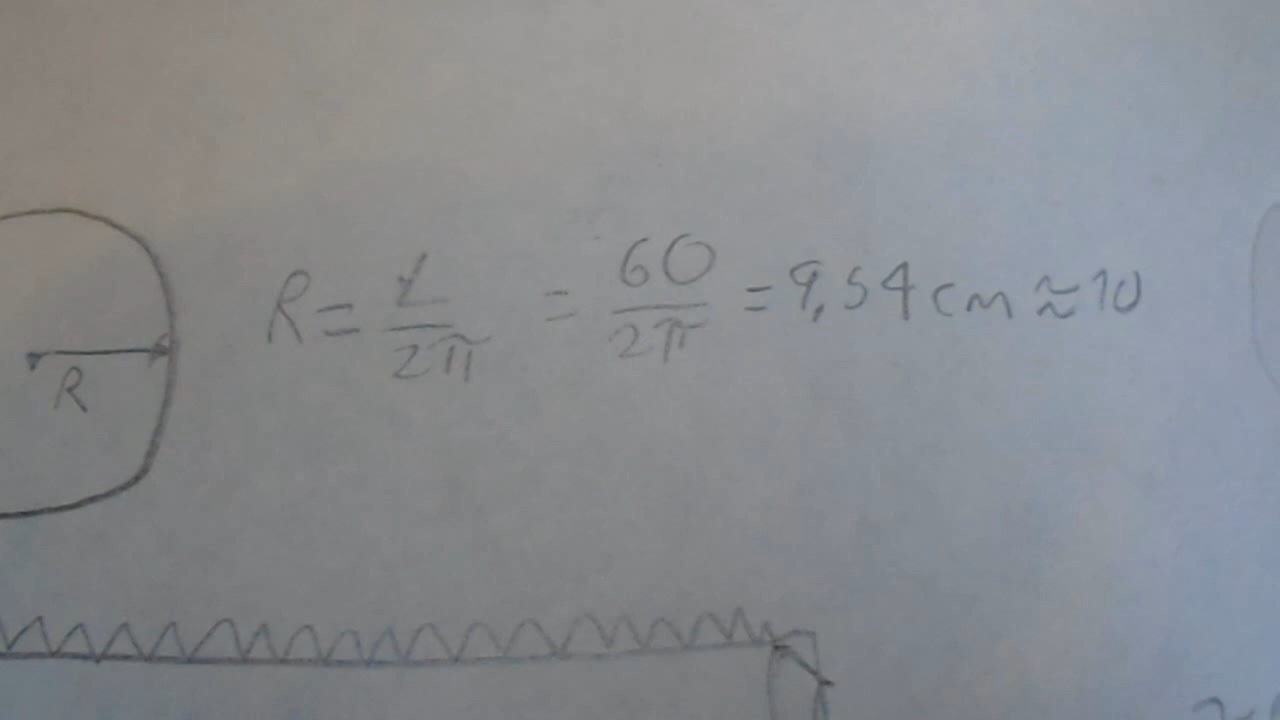 R = L/2π = 60/2π = 9,54 cm ≈ 10
R